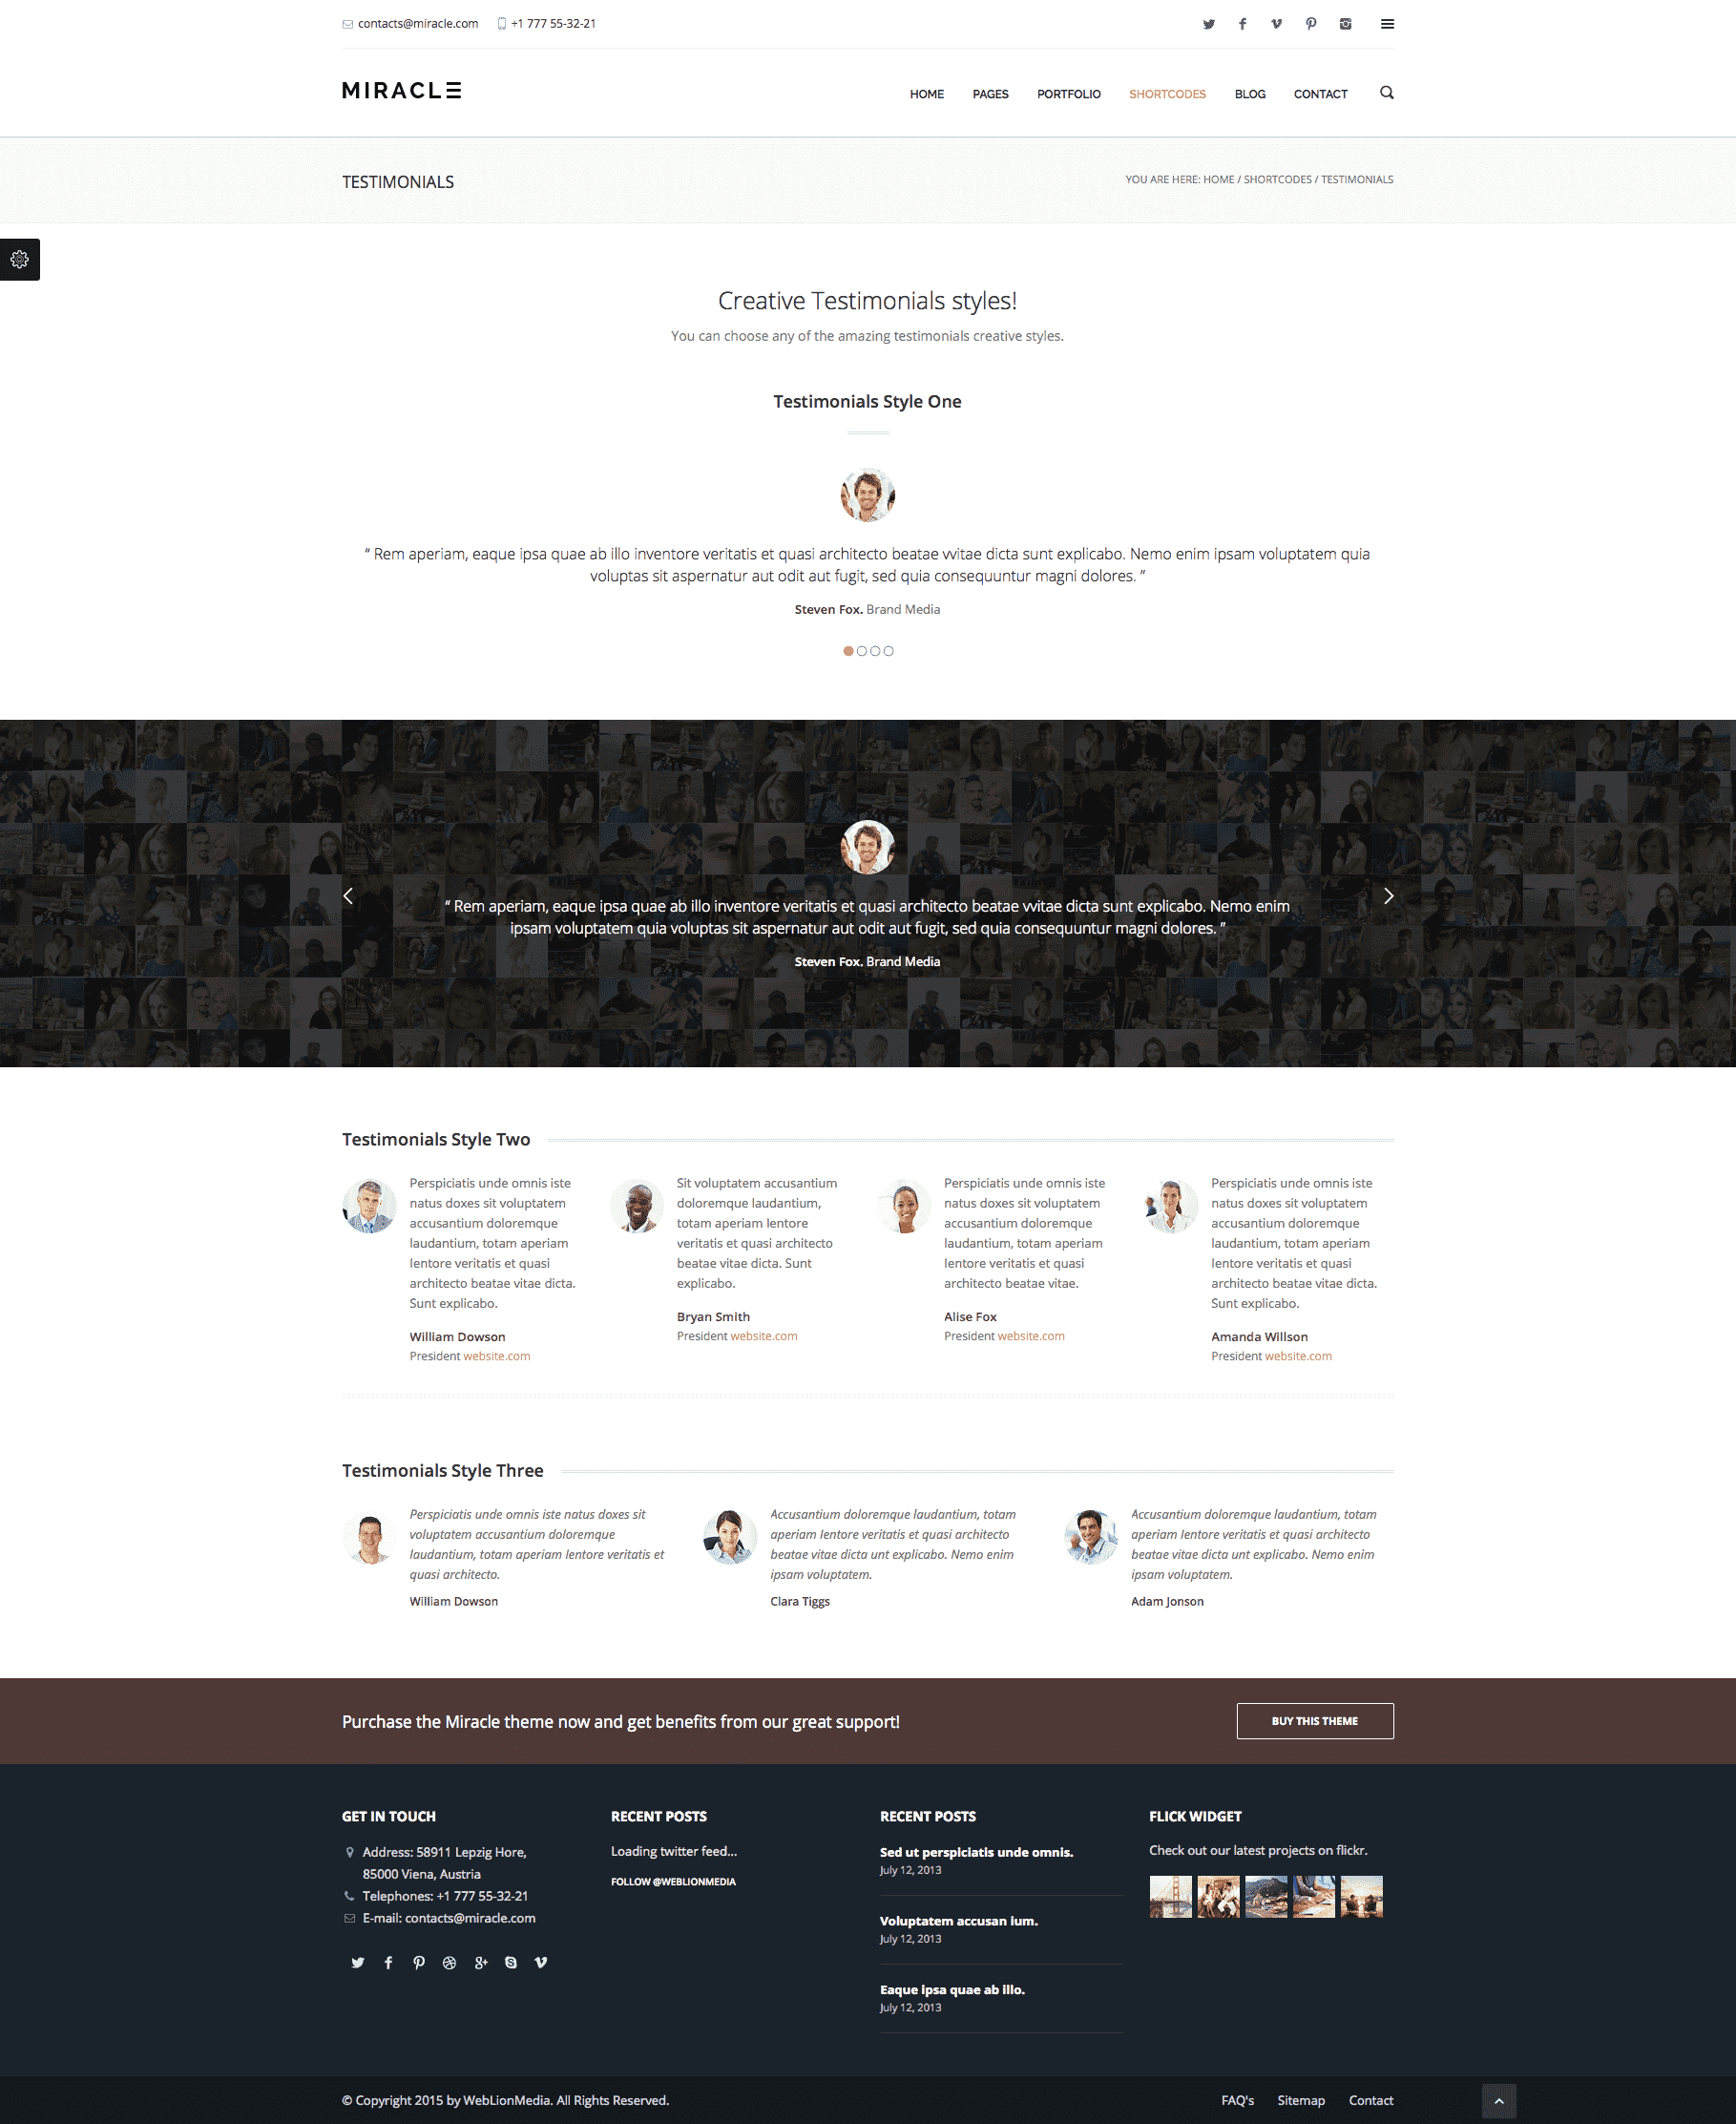 contacts@miracle.com +1 777 55-32-21
MIRACLE
HOME PAGES PORTFOLIO SHORTCODES BLOG CONTACT
TESTIMONIALS
YOU ARE HERE: HOME / SHORTCODES / TESTIMONIALS
Creative Testimonials styles!
You can choose any of the amazing testimonials creative styles.
Testimonials Style One
“ Rem aperiam, eaque ipsa quae ab illo inventore veritatis et quasi architecto beatae vvitae dicta sunt explicabo. Nemo enim ipsam voluptatem quia
voluptas sit aspernatur aut odit aut fugit, sed quia consequuntur magni dolores. ”
Steven Fox. Brand Media
“ Rem aperiam, eaque ipsa quae ab illo inventore veritatis et quasi architecto beatae vvitae dicta sunt explicabo. Nemo enim
ipsam voluptatem quia voluptas sit aspernatur aut odit aut fugit, sed quia consequuntur magni dolores. ”
Steven Fox. Brand Media
Testimonials Style Two
Perspiciatis unde omnis iste
natus doxes sit voluptatem
accusantium doloremque
laudantium, totam aperiam
lentore veritatis et quasi
architecto beatae vitae dicta.
Sunt explicabo.
William Dowson
President website.com
Sit voluptatem accusantium
doloremque laudantium,
totam aperiam lentore
veritatis et quasi architecto
beatae vitae dicta. Sunt
explicabo.
Bryan Smith
President website.com
Perspiciatis unde omnis iste
natus doxes sit voluptatem
accusantium doloremque
laudantium, totam aperiam
lentore veritatis et quasi
architecto beatae vitae.
Alise Fox
President website.com
Perspiciatis unde omnis iste
natus doxes sit voluptatem
accusantium doloremque
laudantium, totam aperiam
lentore veritatis et quasi
architecto beatae vitae dicta.
Sunt explicabo.
Amanda Willson
President website.com
Testimonials Style Three
Perspiciatis unde omnis iste natus doxes sit
voluptatem accusantium doloremque
laudantium, totam aperiam lentore veritatis et
quasi architecto.
William Dowson
Accusantium doloremque laudantium, totam
aperiam lentore veritatis et quasi architecto
beatae vitae dicta unt explicabo. Nemo enim
ipsam voluptatem.
Clara Tiggs
Accusantium doloremque laudantium, totam
aperiam lentore veritatis et quasi architecto
beatae vitae dicta unt explicabo. Nemo enim
ipsam voluptatem.
Adam Jonson
Purchase the Miracle theme now and get benefits from our great support!
BUY THIS THEME
GET IN TOUCH
Address: 58911 Lepzig Hore,
85000 Viena, Austria
Telephones: +1 777 55-32-21
E-mail: contacts@miracle.com
RECENT POSTS
Loading twitter feed...
FOLLOW @WEBLIONMEDIA
RECENT POSTS
Sed ut perspiciatis unde omnis.
July 12, 2013
Voluptatem accusan ium.
July 12, 2013
Eaque ipsa quae ab illo.
July 12, 2013
FLICK WIDGET
Check out our latest projects on flickr.
© Copyright 2015 by WebLionMedia. All Rights Reserved.
FAQ's Sitemap Contact